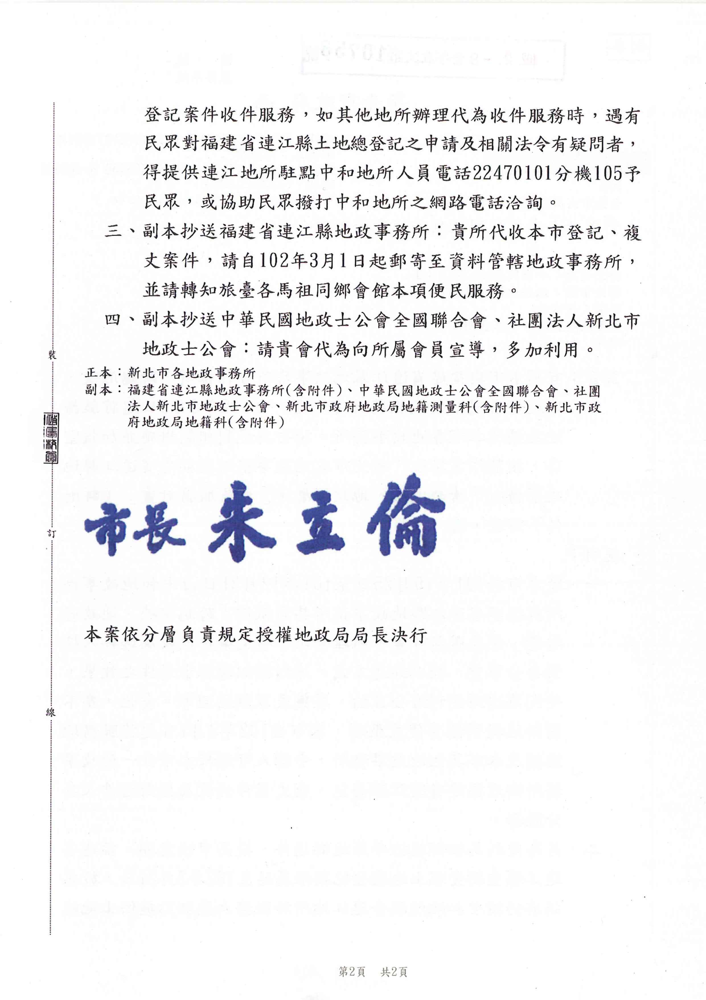 登記案件收件服務，如其他地所辦理代為收件服務時，遇有
民眾對福建省連江縣土地總登記之申請及相關法令有疑問者，
得提供連江地所駐點中和地所人員電話22470101分機105予
民眾，或協助民眾撥打中和地所之網路電話洽詢。
三、副本抄送福建省連江縣地政事務所：貴所代收本市登記、複
丈案件，請自102年3月1日起郵寄至資料管轄地政事務所，
並請轉知旅臺各馬祖同鄉會館本項便民服務。
四、副本抄送中華民國地政士公會全國聯合會、社團法人新北市
地政士公會：請貴會代為向所屬會員宣導，多加利用。
正本：新北市各地政事務所
副本：福建省連江縣地政事務所(含附件)、中華民國地政士公會全國聯合會、社團
法人新北市地政士公會、新北市政府地政局地籍測量科(含附件)、新北市政
府地政局地籍科(含附件)
裝
訂
線
市長 朱立倫
本案依分層負責規定授權地政局局長決行
第2頁 共2頁